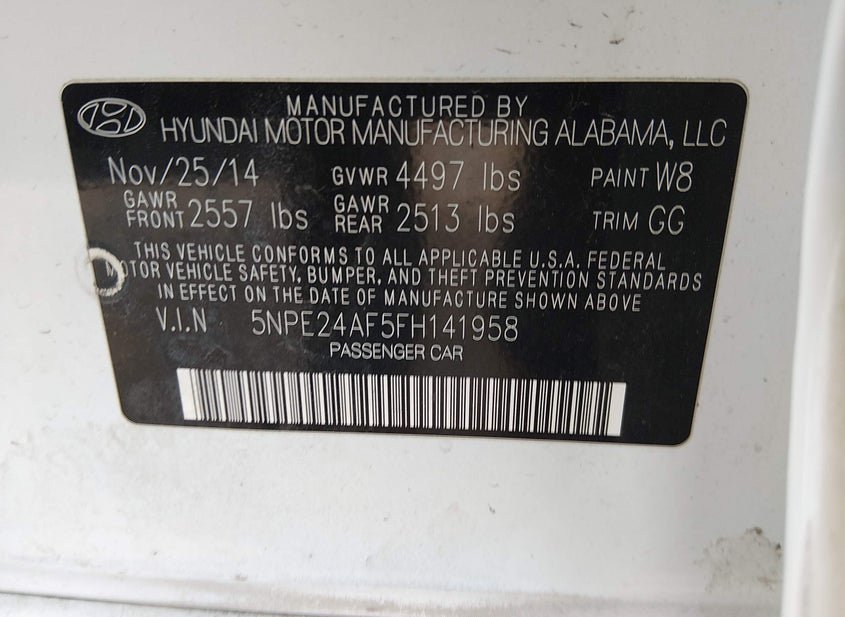 MANUFACTURED BY
HYUNDAI MOTOR MANUFACTURING ALABAMA, LLC
Nov/25/14 GVWR 4497 lbs PAINT W8
GAWR FRONT 2557 lbs GAWR REAR 2513 lbs TRIM GG
THIS VEHICLE CONFORMS TO ALL APPLICABLE U.S.A. FEDERAL
MOTOR VEHICLE SAFETY, BUMPER, AND THEFT PREVENTION STANDARDS
IN EFFECT ON THE DATE OF MANUFACTURE SHOWN ABOVE
V.I.N 5NPE24AF5FH141958
PASSENGER CAR